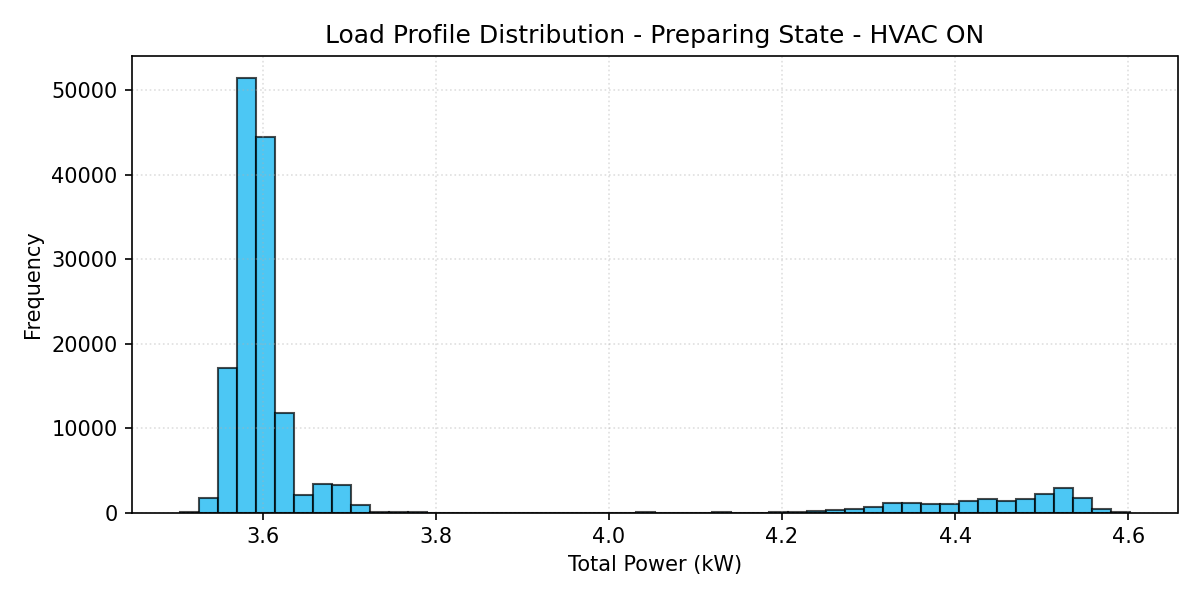 Load Profile Distribution - Preparing State - HVAC ON
Frequency
50000
40000
30000
20000
10000
0
3.6 3.8 4.0 4.2 4.4 4.6
Total Power (kW)